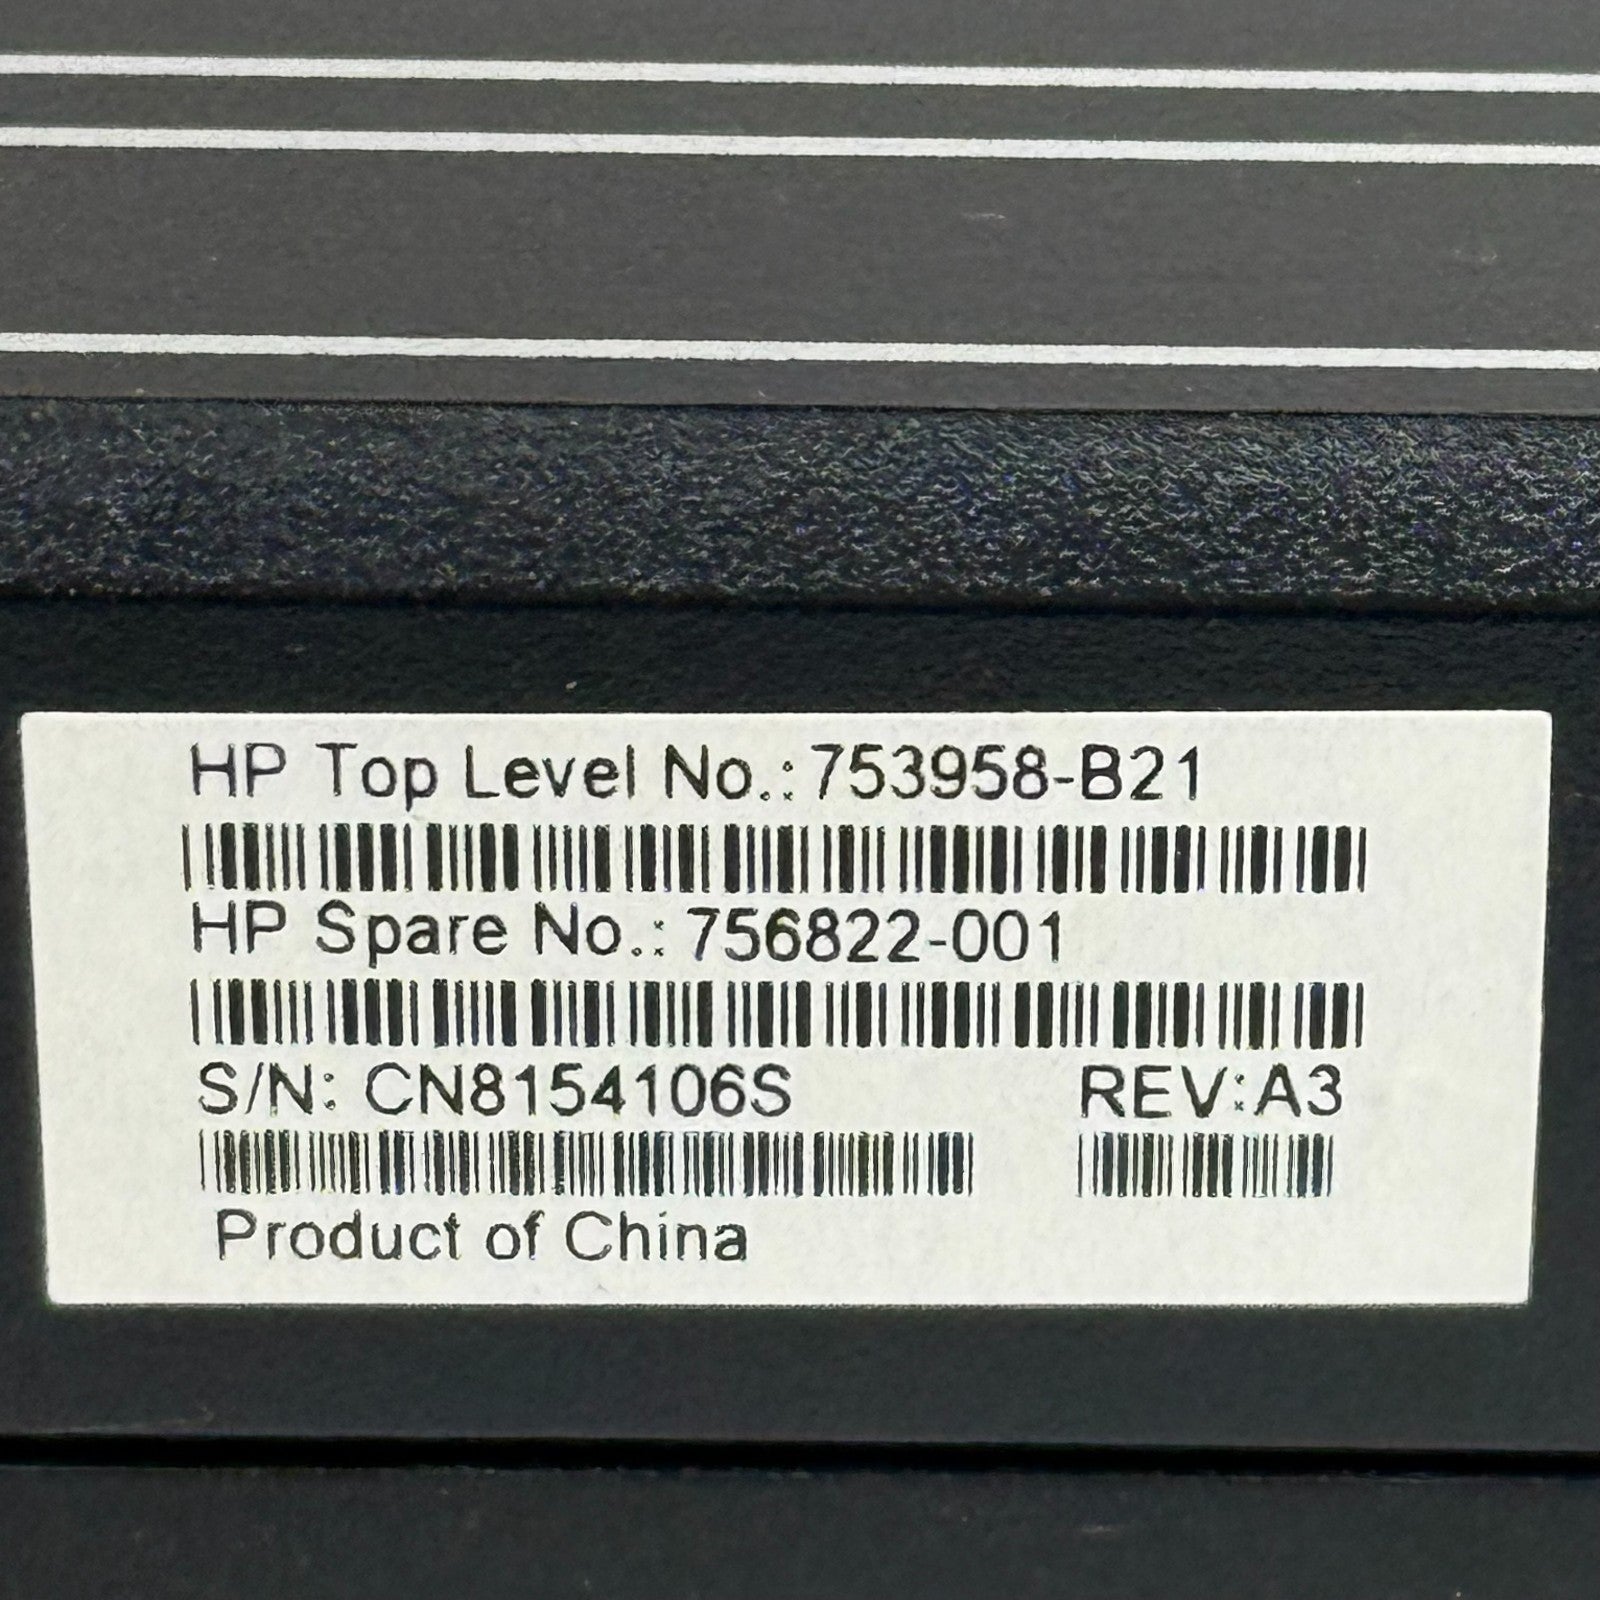 HP Top Level No.:753958-B21
HP Spare No.: 756822-001
S/N: CN8154106S REV:A3
Product of China